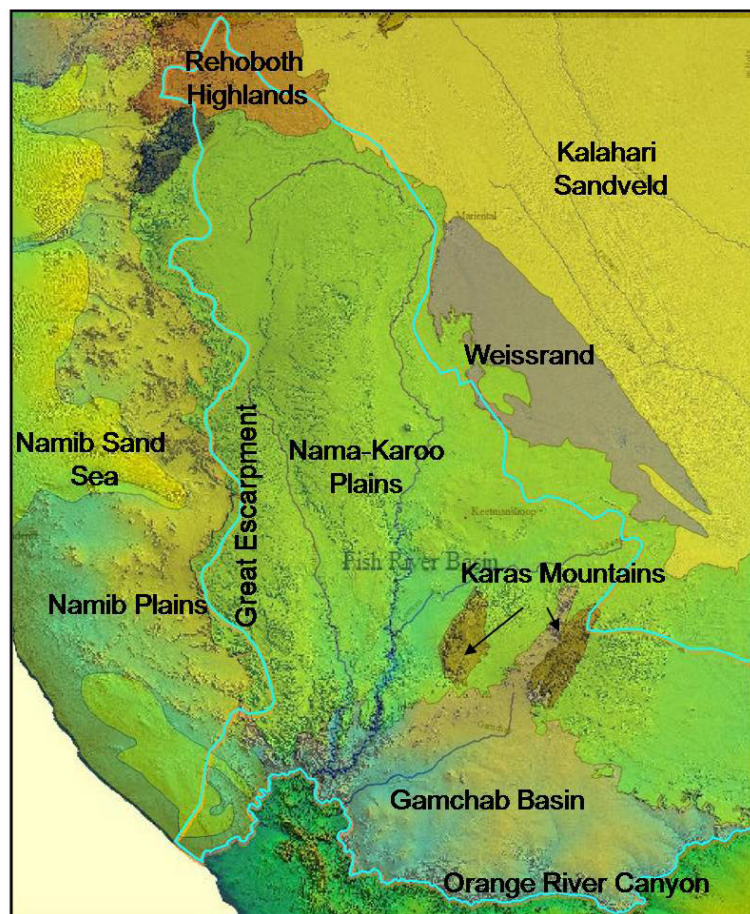 Rehoboth
Highlands
Kalahari
Sandveld
Mariental
Weissrand
Namib Sand
Sea
Great Escarpment
Nama-Karoo
Plains
Keetmanshoop
Fish River Basin
Karas Mountains
Namib Plains
Gamchab Basin
Orange River Canyon